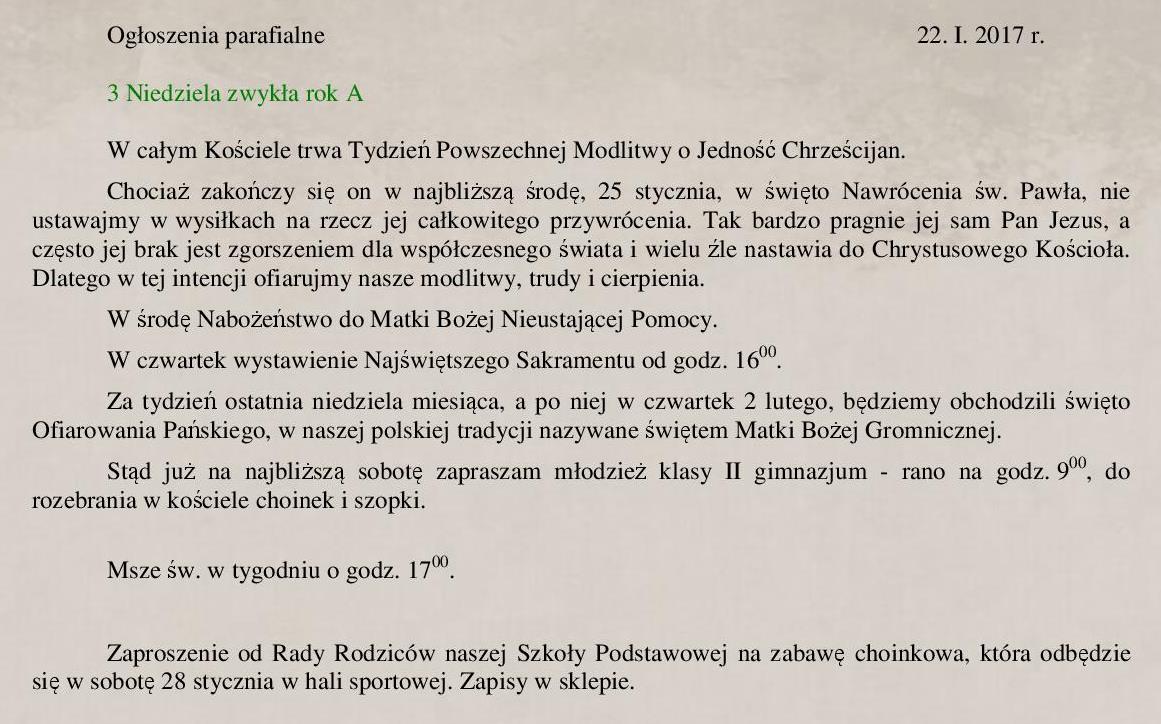 Ogłoszenia parafialne 22. I. 2017 r.
3 Niedziela zwykła rok A
W całym Kościele trwa Tydzień Powszechnej Modlitwy o Jedność Chrześcijan.
Chociaż zakończy się on w najbliższą środę, 25 stycznia, w święto Nawrócenia św. Pawła, nie
ustawajmy w wysiłkach na rzecz jej całkowitego przywrócenia. Tak bardzo pragnie jej sam Pan Jezus, a
często jej brak jest zgorszeniem dla współczesnego świata i wielu źle nastawia do Chrystusowego Kościoła.
Dlatego w tej intencji ofiarujmy nasze modlitwy, trudy i cierpienia.
W środę Nabożeństwo do Matki Bożej Nieustającej Pomocy.
W czwartek wystawienie Najświętszego Sakramentu od godz. 16⁰⁰.
Za tydzień ostatnia niedziela miesiąca, a po niej w czwartek 2 lutego, będziemy obchodzili święto
Ofiarowania Pańskiego, w naszej polskiej tradycji nazywane świętem Matki Bożej Gromnicznej.
Stąd już na najbliższą sobotę zapraszam młodzież klasy II gimnazjum - rano na godz. 9⁰⁰, do
rozebrania w kościele choinek i szopki.
Msze św. w tygodniu o godz. 17⁰⁰.
Zaproszenie od Rady Rodziców naszej Szkoły Podstawowej na zabawę choinkowa, która odbędzie
się w sobotę 28 stycznia w hali sportowej. Zapisy w sklepie.